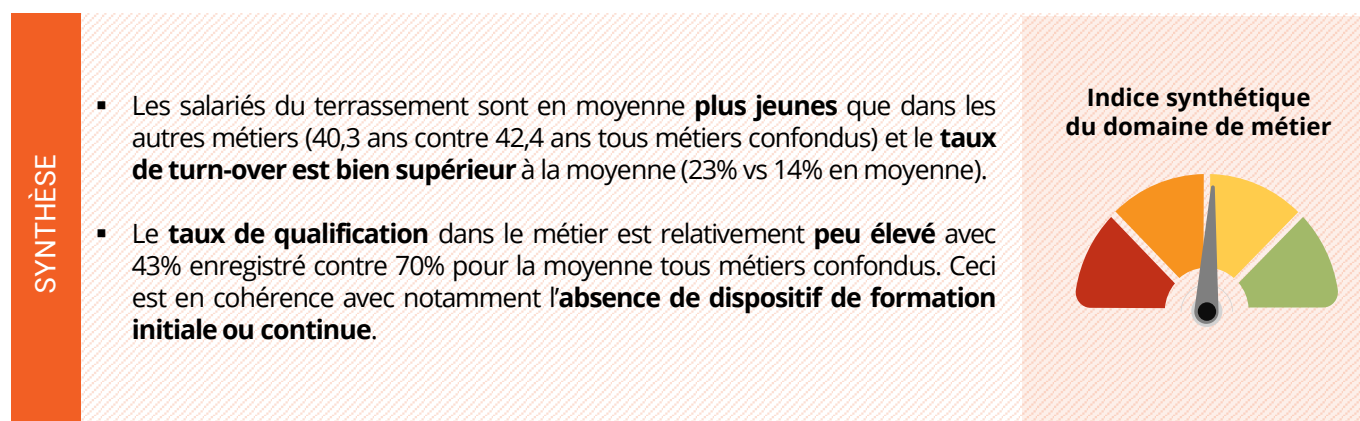 SYNTHÈSE
▪ Les salariés du terrassement sont en moyenne plus jeunes que dans les
autres métiers (40,3 ans contre 42,4 ans tous métiers confondus) et le taux
de turn-over est bien supérieur à la moyenne (23% vs 14% en moyenne).
▪ Le taux de qualification dans le métier est relativement peu élevé avec
43% enregistré contre 70% pour la moyenne tous métiers confondus. Ceci
est en cohérence avec notamment l’absence de dispositif de formation
initiale ou continue.
Indice synthétique
du domaine de métier